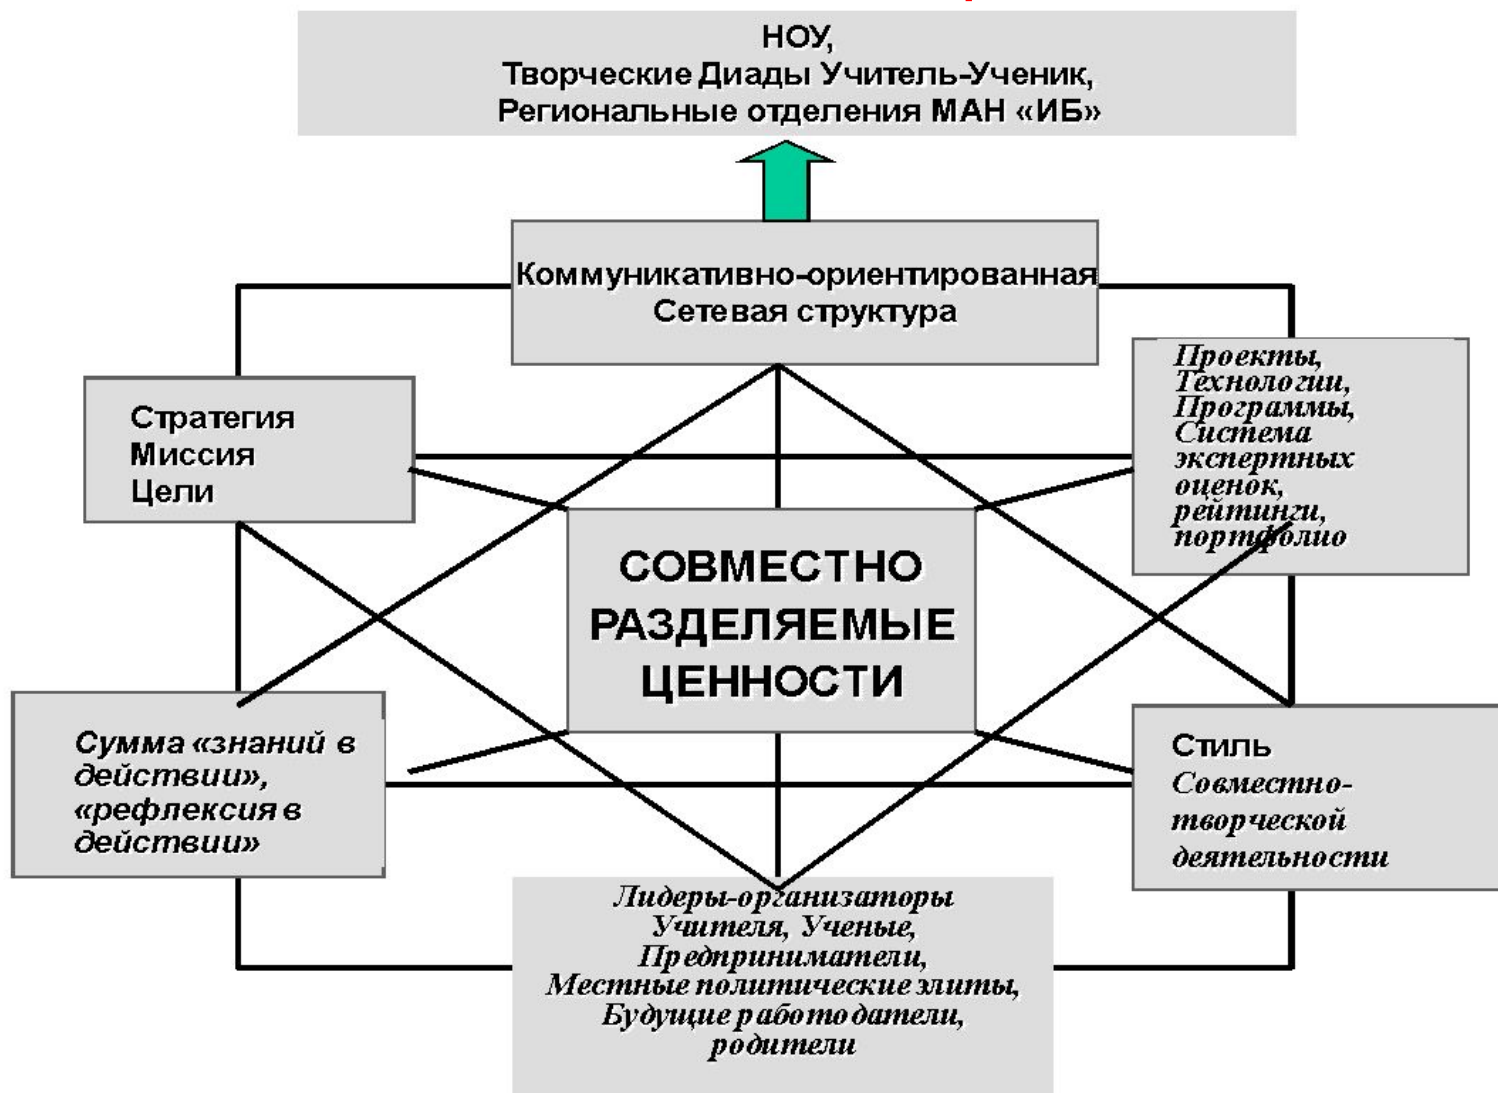 НОУ,
Творческие Диады Учитель-Ученик,
Региональные отделения МАН «ИБ»
Коммуникативно-ориентированная
Сетевая структура
Стратегия
Миссия
Цели
Проекты,
Технологии,
Программы,
Система
экспертных
оценок,
рейтинги,
портфолио
СОВМЕСТНО
РАЗДЕЛЯЕМЫЕ
ЦЕННОСТИ
Сумма «знаний в
действии»,
«рефлексия в
действии»
Стиль
Совместно-
творческой
деятельности
Лидеры-организаторы
Учителя, Ученые,
Предприниматели,
Местные политические элиты,
Будущие работодатели,
родители